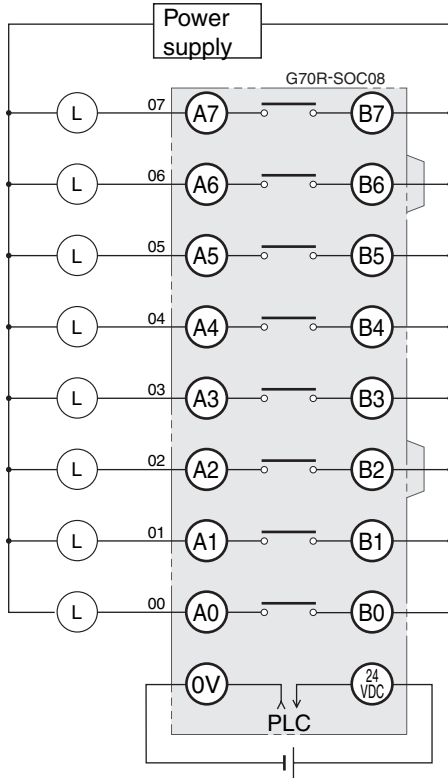 Power
supply
G70R-SOC08
L 07 A7 B7
L 06 A6 B6
L 05 A5 B5
L 04 A4 B4
L 03 A3 B3
L 02 A2 B2
L 01 A1 B1
L 00 A0 B0
0V 24
VDC
PLC